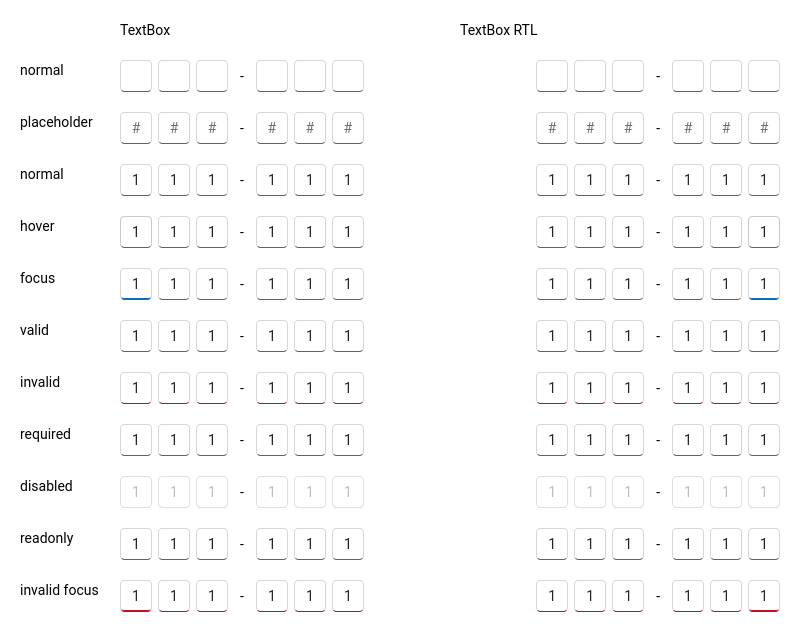 TextBox TextBox RTL
normal - -
placeholder # # # - # # # # # # - # # #
normal 1 1 1 - 1 1 1 1 1 1 - 1 1 1
hover 1 1 1 - 1 1 1 1 1 1 - 1 1 1
focus 1 1 1 - 1 1 1 1 1 1 - 1 1 1
valid 1 1 1 - 1 1 1 1 1 1 - 1 1 1
invalid 1 1 1 - 1 1 1 1 1 1 - 1 1 1
required 1 1 1 - 1 1 1 1 1 1 - 1 1 1
disabled 1 1 1 - 1 1 1 1 1 1 - 1 1 1
readonly 1 1 1 - 1 1 1 1 1 1 - 1 1 1
invalid focus 1 1 1 - 1 1 1 1 1 1 - 1 1 1